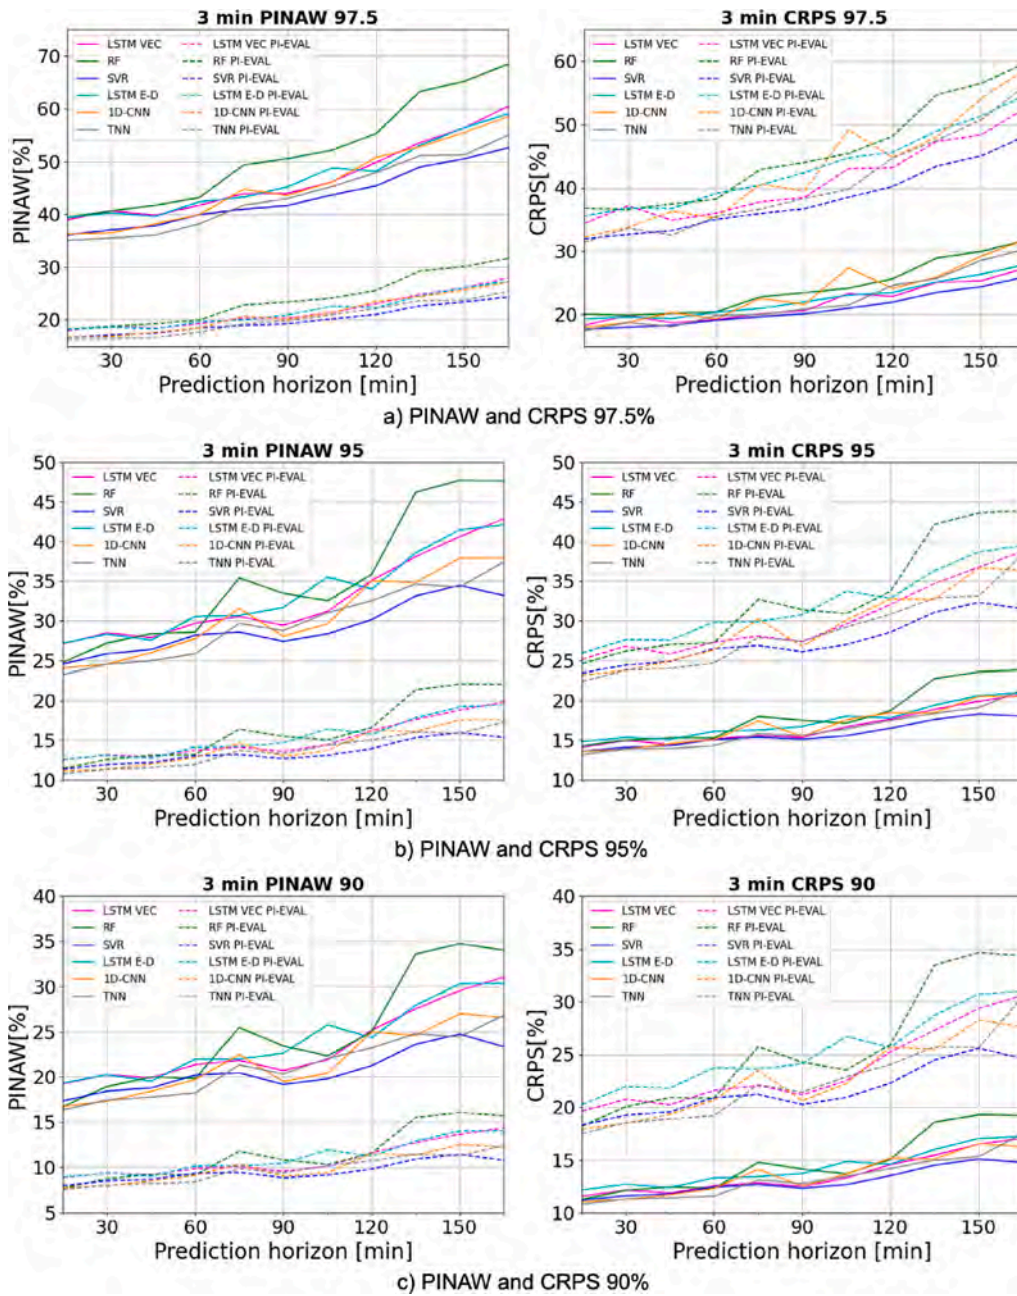 3 min PINAW 97.5
LSTM VEC
RF
SVR
LSTM E-D
1D-CNN
TNN
LSTM VEC PI-EVAL
RF PI-EVAL
SVR PI-EVAL
LSTM E-D PI-EVAL
1D-CNN PI-EVAL
TNN PI-EVAL
PINAW[%]
70
60
50
40
30
20
30 60 90 120 150
Prediction horizon [min]
3 min CRPS 97.5
LSTM VEC
RF
SVR
LSTM E-D
1D-CNN
TNN
LSTM VEC PI-EVAL
RF PI-EVAL
SVR PI-EVAL
LSTM E-D PI-EVAL
1D-CNN PI-EVAL
TNN PI-EVAL
CRPS[%]
60
50
40
30
20
30 60 90 120 150
Prediction horizon [min]
a) PINAW and CRPS 97.5%
3 min PINAW 95
LSTM VEC
RF
SVR
LSTM E-D
1D-CNN
TNN
LSTM VEC PI-EVAL
RF PI-EVAL
SVR PI-EVAL
LSTM E-D PI-EVAL
1D-CNN PI-EVAL
TNN PI-EVAL
PINAW[%]
50
45
40
35
30
25
20
15
10
30 60 90 120 150
Prediction horizon [min]
3 min CRPS 95
LSTM VEC
RF
SVR
LSTM E-D
1D-CNN
TNN
LSTM VEC PI-EVAL
RF PI-EVAL
SVR PI-EVAL
LSTM E-D PI-EVAL
1D-CNN PI-EVAL
TNN PI-EVAL
CRPS[%]
50
45
40
35
30
25
20
15
10
30 60 90 120 150
Prediction horizon [min]
b) PINAW and CRPS 95%
3 min PINAW 90
LSTM VEC
RF
SVR
LSTM E-D
1D-CNN
TNN
LSTM VEC PI-EVAL
RF PI-EVAL
SVR PI-EVAL
LSTM E-D PI-EVAL
1D-CNN PI-EVAL
TNN PI-EVAL
PINAW[%]
40
35
30
25
20
15
10
5
30 60 90 120 150
Prediction horizon [min]
3 min CRPS 90
LSTM VEC
RF
SVR
LSTM E-D
1D-CNN
TNN
LSTM VEC PI-EVAL
RF PI-EVAL
SVR PI-EVAL
LSTM E-D PI-EVAL
1D-CNN PI-EVAL
TNN PI-EVAL
CRPS[%]
40
35
30
25
20
15
10
30 60 90 120 150
Prediction horizon [min]
c) PINAW and CRPS 90%